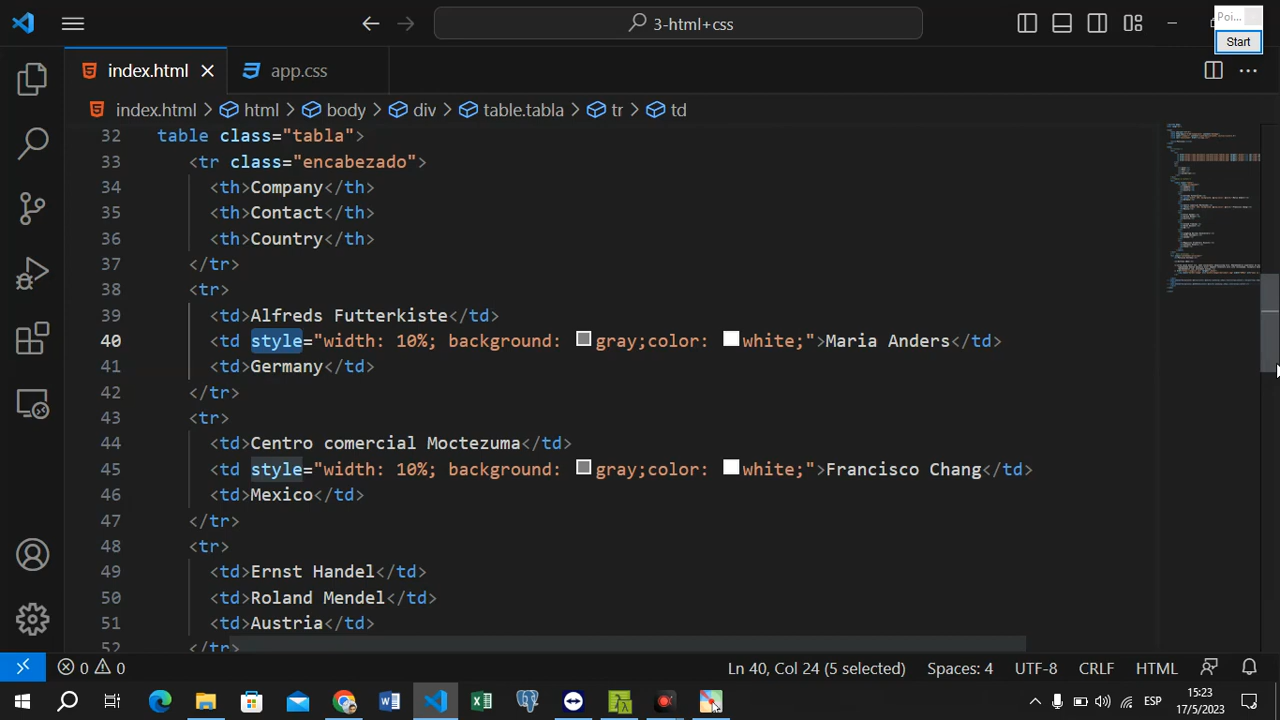 3-html+css
Poi...
Start
index.html
app.css
index.html > html > body > div > table.tabla > tr > td
32 table class="tabla">
33 <tr class="encabezado">
34 <th>Company</th>
35 <th>Contact</th>
36 <th>Country</th>
37 </tr>
38 <tr>
39 <td>Alfreds Futterkiste</td>
40 <td style="width: 10%; background: gray;color: white;">Maria Anders</td>
41 <td>Germany</td>
42 </tr>
43 <tr>
44 <td>Centro comercial Moctezuma</td>
45 <td style="width: 10%; background: gray;color: white;">Francisco Chang</td>
46 <td>Mexico</td>
47 </tr>
48 <tr>
49 <td>Ernst Handel</td>
50 <td>Roland Mendel</td>
51 <td>Austria</td>
52 </tr>
0 0 Ln 40, Col 24 (5 selected) Spaces: 4 UTF-8 CRLF HTML
ESP
15:23
17/5/2023